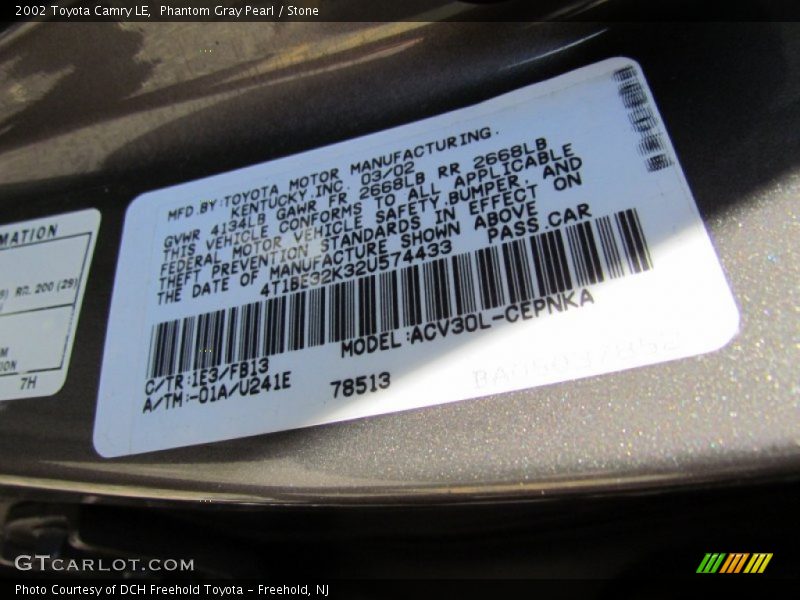 2002 Toyota Camry LE,  Phantom Gray Pearl / Stone
MFD.BY:TOYOTA MOTOR MANUFACTURING.
KENTUCKY,INC. 03/02
GVWR 4134LB GAWR FR 2668LB RR 2668LB
THIS VEHICLE CONFORMS TO ALL APPLICABLE
FEDERAL MOTOR VEHICLE SAFETY,BUMPER, AND
THEFT PREVENTION STANDARDS IN EFFECT ON
THE DATE OF MANUFACTURE SHOWN ABOVE
4T1BE32K32U574433 PASS.CAR
MODEL:ACV30L-CEPNKA
C/TR:1E3/FB13
A/TM:-01A/U241E 78513
MATION
RR. 200 (29)
7H
GTCARLOT.COM
Photo Courtesy of DCH Freehold Toyota - Freehold, NJ